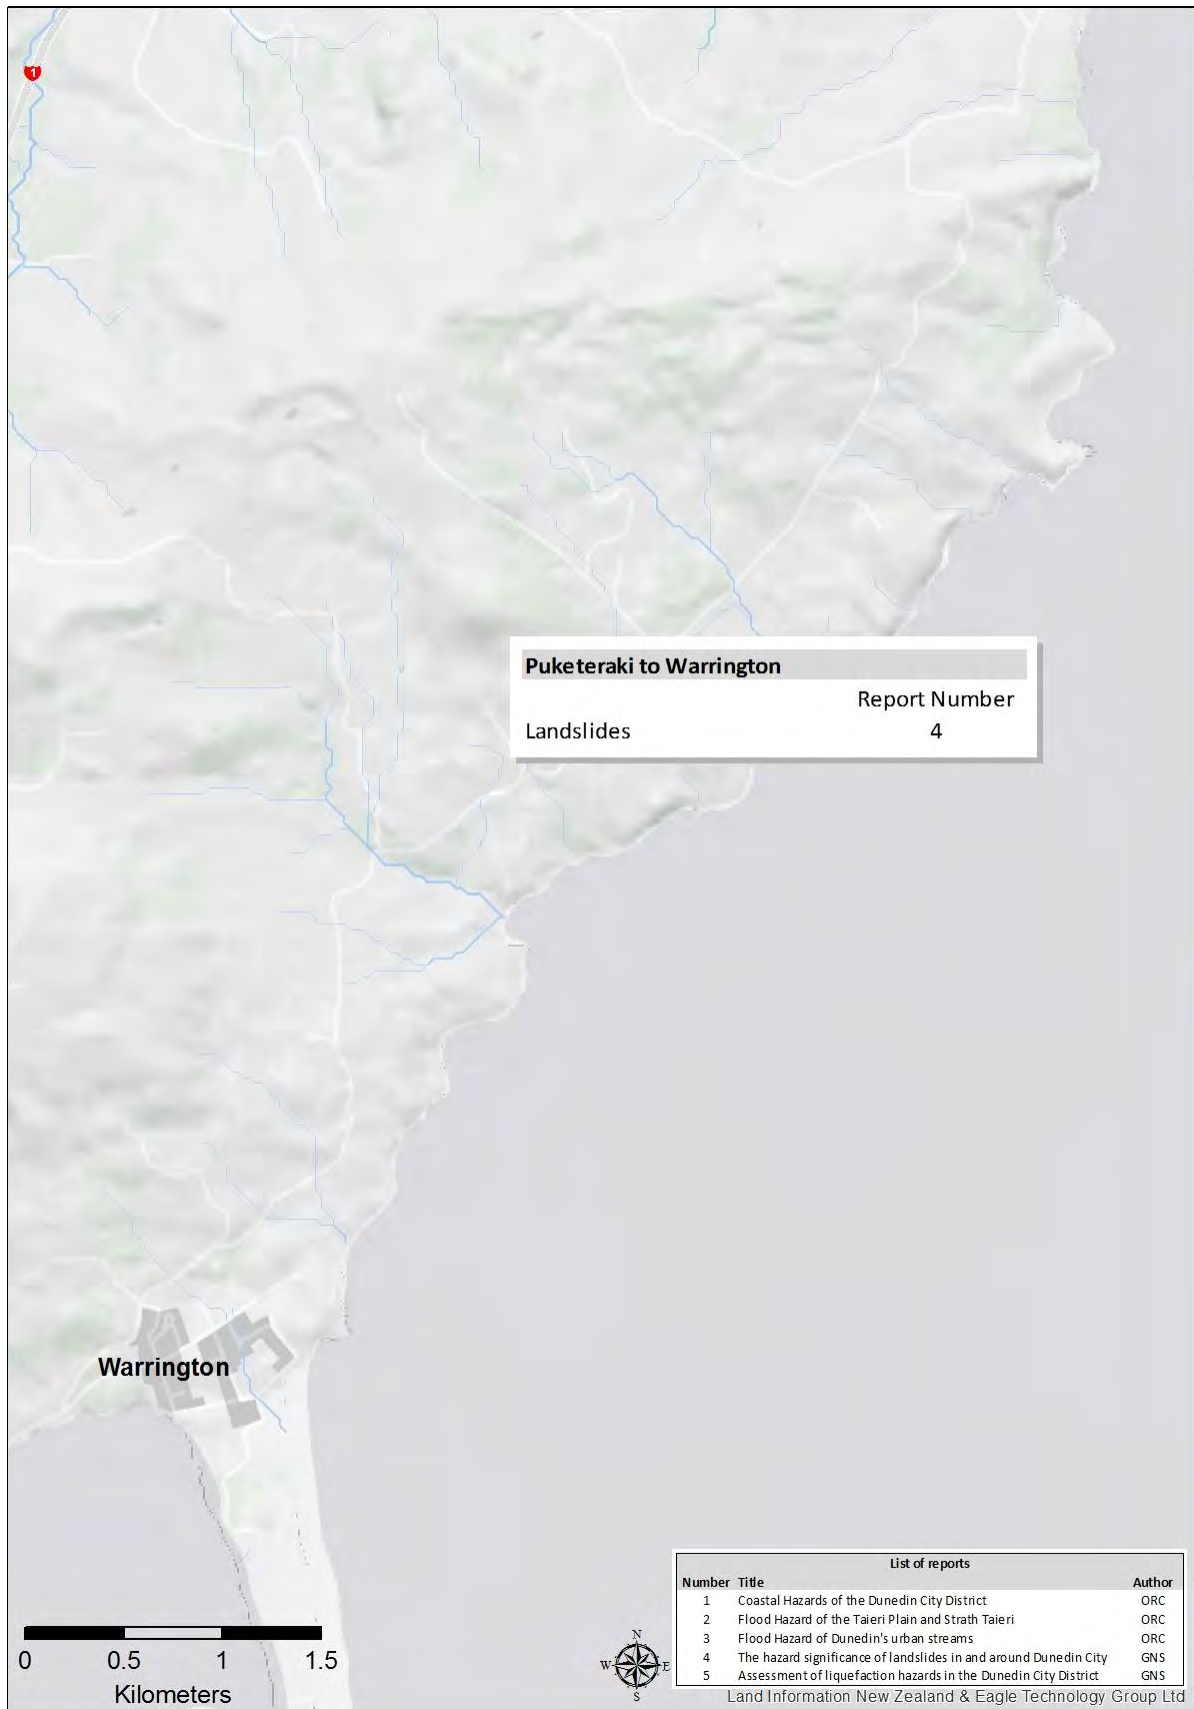 1
Puketeraki to Warrington
Report Number
Landslides 4
Warrington
List of reports
Number Title Author
1 Coastal Hazards of the Dunedin City District ORC
2 Flood Hazard of the Taieri Plain and Strath Taieri ORC
3 Flood Hazard of Dunedin's urban streams ORC
4 The hazard significance of landslides in and around Dunedin City GNS
5 Assessment of liquefaction hazards in the Dunedin City District GNS
N
W E
S
0 0.5 1 1.5
Kilometers
Land Information New Zealand & Eagle Technology Group Ltd